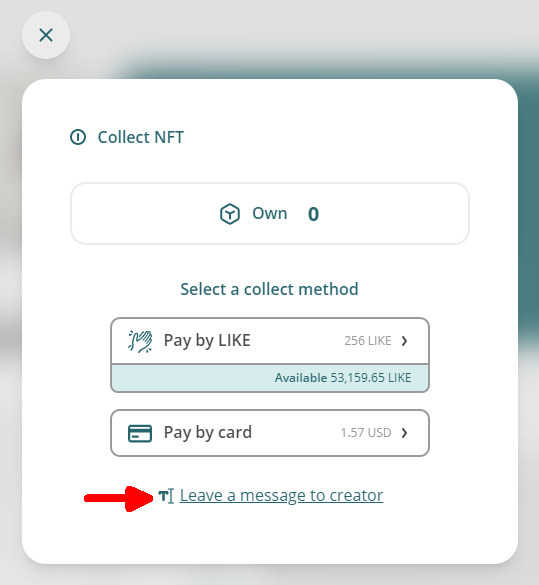 Collect NFT
Own 0
Select a collect method
Pay by LIKE 256 LIKE
Available 53,159.65 LIKE
Pay by card 1.57 USD
Leave a message to creator